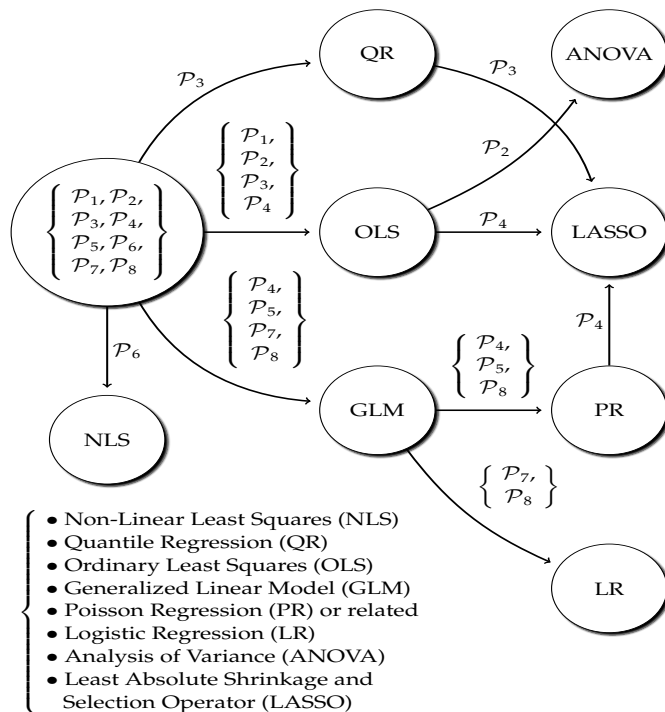 QR
ANOVA
𝒫3
𝒫3
𝒫1,
𝒫2,
𝒫3,
𝒫4
𝒫2
𝒫1, 𝒫2,
𝒫3, 𝒫4,
𝒫5, 𝒫6,
𝒫7, 𝒫8
OLS
𝒫4
LASSO
𝒫4,
𝒫5,
𝒫7,
𝒫8
𝒫6
𝒫4,
𝒫5,
𝒫8
𝒫4
NLS
GLM
PR
𝒫7,
𝒫8
LR
• Non-Linear Least Squares (NLS)
• Quantile Regression (QR)
• Ordinary Least Squares (OLS)
• Generalized Linear Model (GLM)
• Poisson Regression (PR) or related
• Logistic Regression (LR)
• Analysis of Variance (ANOVA)
• Least Absolute Shrinkage and
Selection Operator (LASSO)